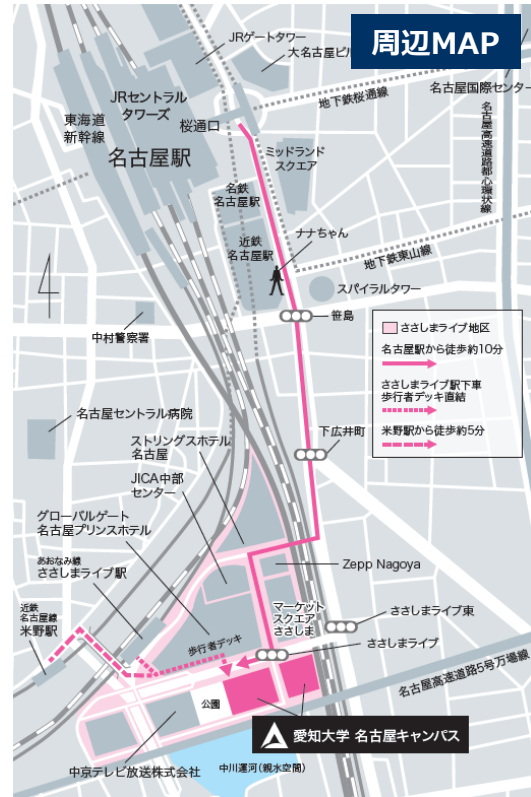 周辺MAP
JRゲートタワー
大名古屋ビル
名古屋国際センター
地下鉄桜通線
JRセントラル
タワーズ
桜通口
東海道
新幹線
名古屋駅
ミッドランド
スクエア
名古屋高速道路都心環状線
名鉄
名古屋駅
近鉄
名古屋駅
ナナちゃん
地下鉄東山線
スパイラルタワー
笹島
中村警察署
ささしまライブ地区
名古屋駅から徒歩約10分
ささしまライブ駅下車
歩行者デッキ直結
米野駅から徒歩約5分
名古屋セントラル病院
下広井町
ストリングスホテル
名古屋
JICA中部
センター
グローバルゲート
名古屋プリンスホテル
あおなみ線
ささしまライブ駅
Zepp Nagoya
近鉄
名古屋線
米野駅
マーケット
スクエア
ささしま
ささしまライブ東
歩行者デッキ
ささしまライブ
名古屋高速道路5号万場線
公園
愛知大学 名古屋キャンパス
中京テレビ放送株式会社
中川運河(親水空間)